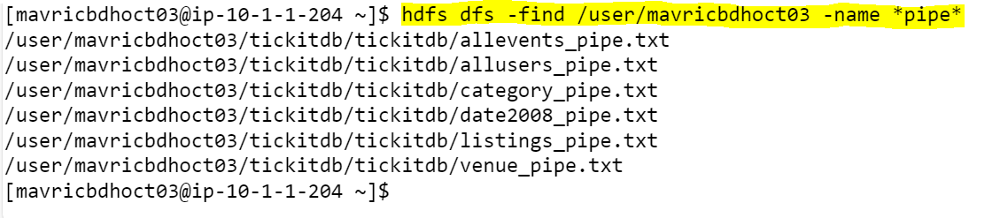 [mavricbdhoct03@ip-10-1-1-204 ~]$ hdfs dfs -find /user/mavricbdhoct03 -name *pipe*
/user/mavricbdhoct03/tickitdb/tickitdb/allevents_pipe.txt
/user/mavricbdhoct03/tickitdb/tickitdb/allusers_pipe.txt
/user/mavricbdhoct03/tickitdb/tickitdb/category_pipe.txt
/user/mavricbdhoct03/tickitdb/tickitdb/date2008_pipe.txt
/user/mavricbdhoct03/tickitdb/tickitdb/listings_pipe.txt
/user/mavricbdhoct03/tickitdb/tickitdb/venue_pipe.txt
[mavricbdhoct03@ip-10-1-1-204 ~]$